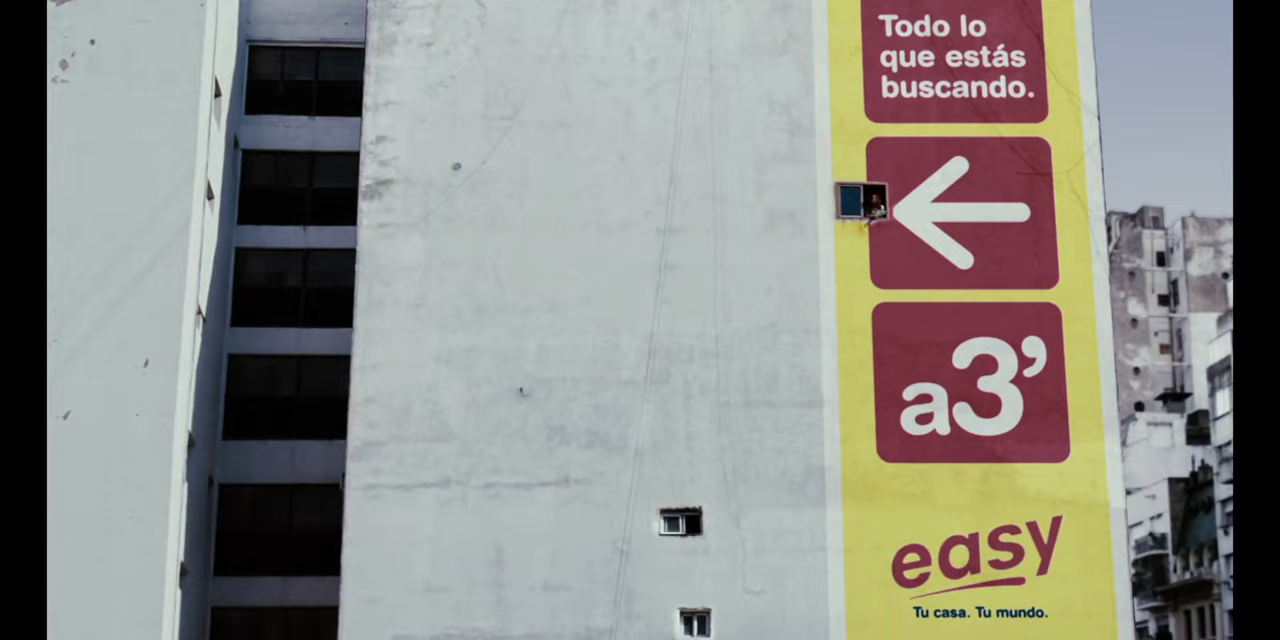 Todo lo
que estás
buscando.
a3’
easy
Tu casa. Tu mundo.